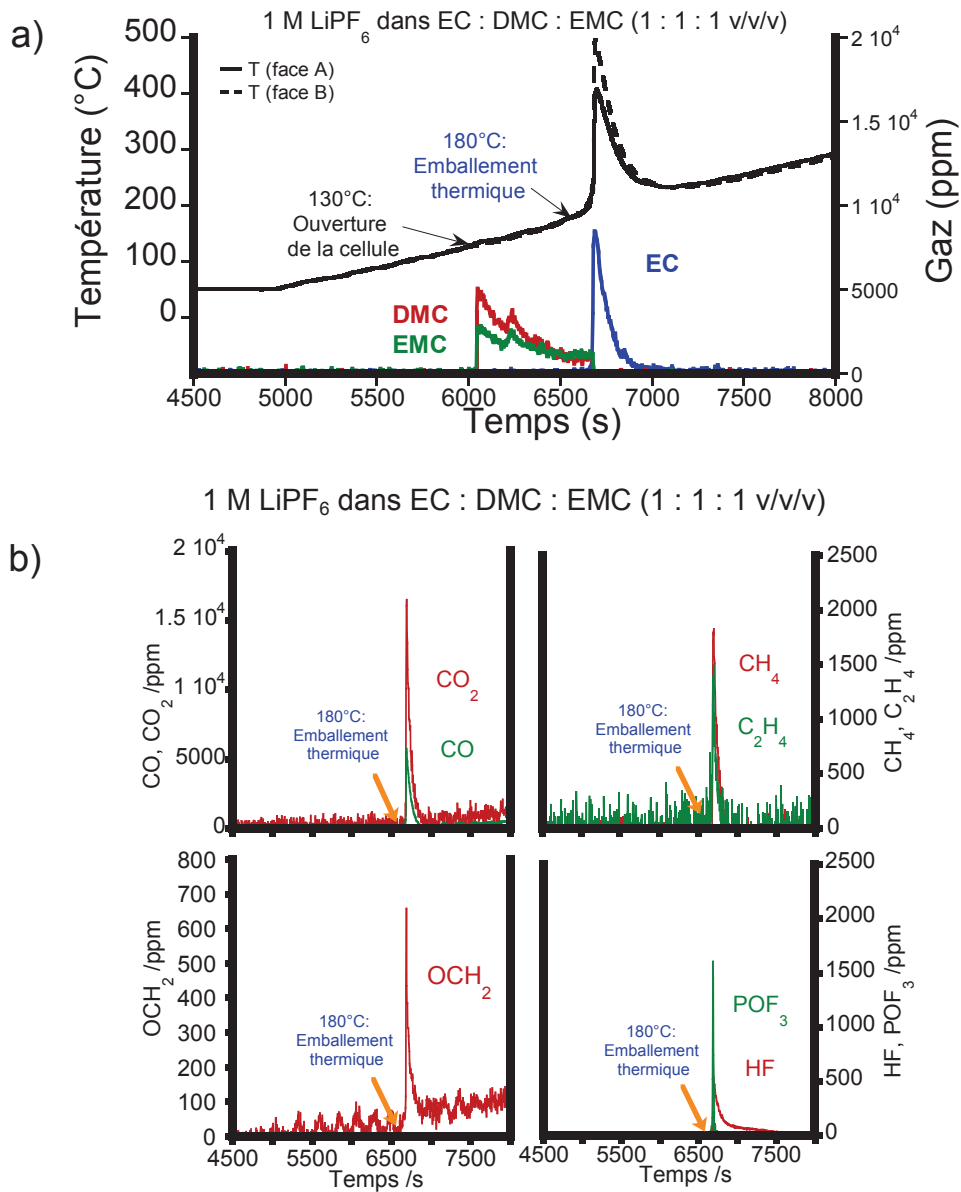 1 M LiPF6 dans EC : DMC : EMC (1 : 1 : 1 v/v/v)
a)
500
400
300
200
100
0
Température (°C)
T (face A)
T (face B)
130°C:
Ouverture
de la cellule
180°C:
Emballement
thermique
DMC
EMC
EC
2 10^4
1.5 10^4
1 10^4
5000
0
Gaz (ppm)
4500 5000 5500 6000 6500 7000 7500 8000
Temps (s)
1 M LiPF6 dans EC : DMC : EMC (1 : 1 : 1 v/v/v)
b)
2 10^4
1.5 10^4
1 10^4
5000
0
CO, CO2 /ppm
180°C:
Emballement
thermique
CO2
CO
180°C:
Emballement
thermique
CH4
C2H4
2500
2000
1500
1000
500
0
CH4, C2 H4 /ppm
800
700
600
500
400
300
200
100
0
OCH2 /ppm
180°C:
Emballement
thermique
OCH2
4500 5500 6500 7500
Temps /s
180°C:
Emballement
thermique
POF3
HF
2500
2000
1500
1000
500
0
HF, POF3 /ppm
4500 5500 6500 7500
Temps /s